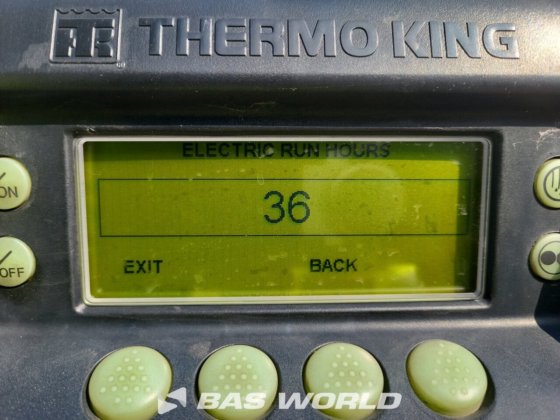 THERMO KING
ELECTRIC RUN HOURS
36
EXIT BACK
ON
OFF
BAS WORLD